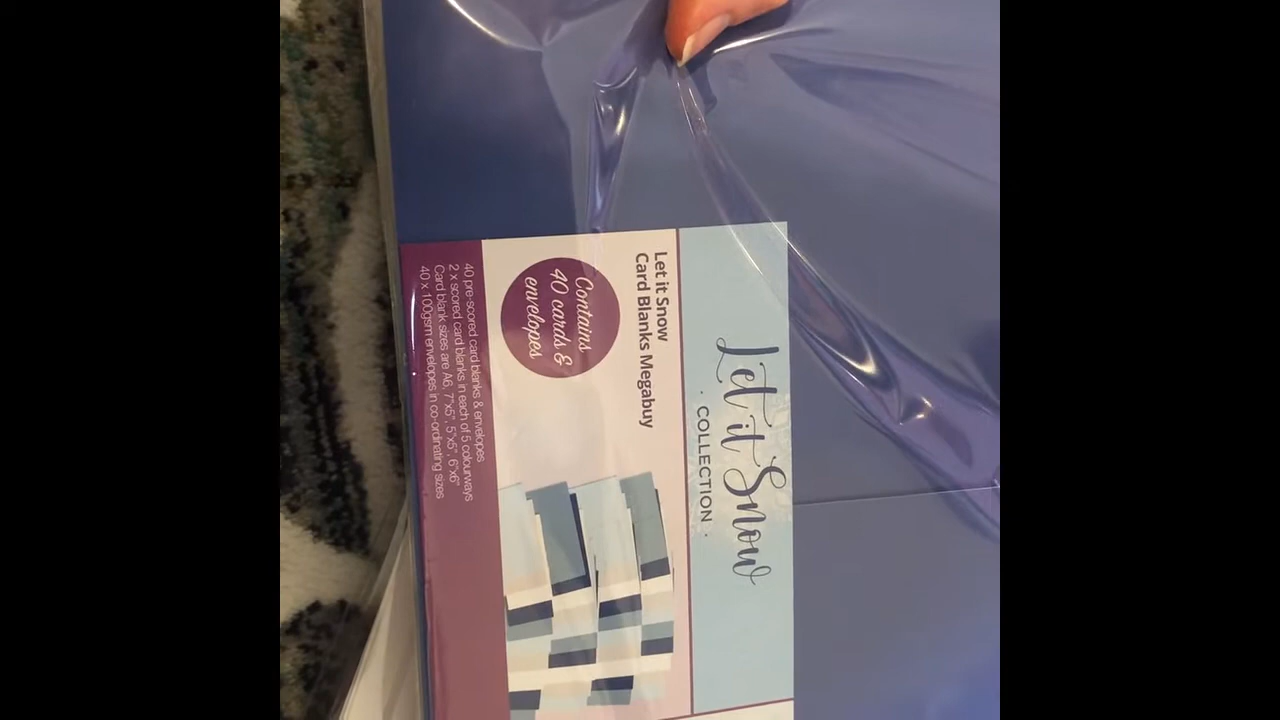 Let it Snow
· COLLECTION ·
Let it Snow
Card Blanks Megabuy
Contains
40 cards &
envelopes
40 pre-scored card blanks & envelopes
2 x scored card blanks in each of 5 colourways
Card blank sizes are A6, 7"x5", 5"x5", 6"x6"
40 x 100gsm envelopes in co-ordinating sizes